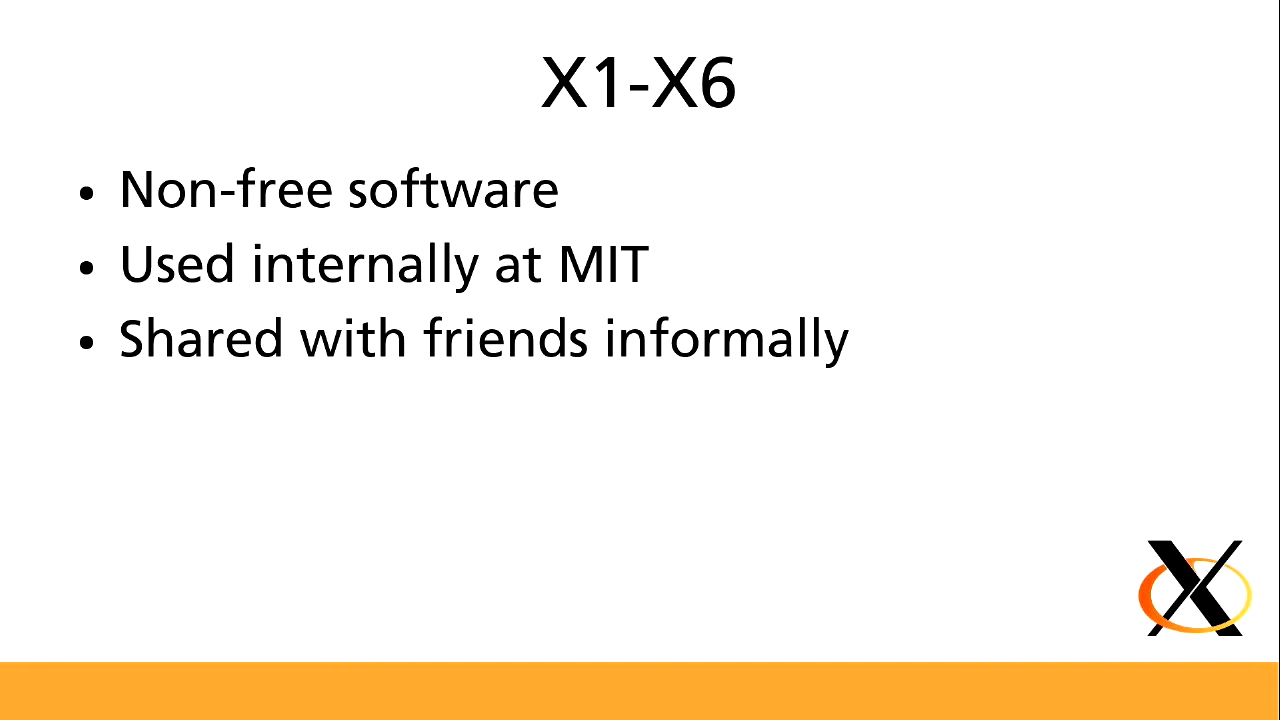 X1-X6
• Non-free software
• Used internally at MIT
• Shared with friends informally
X